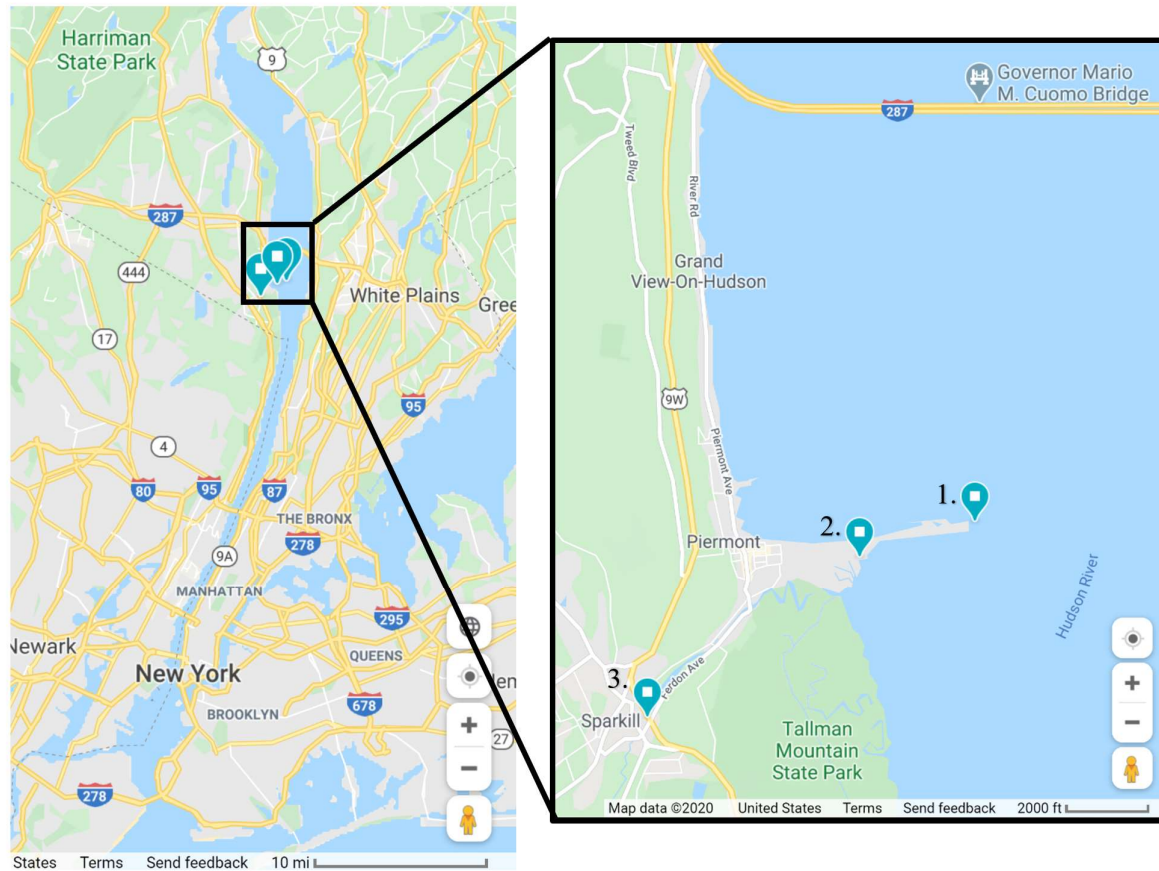 Harriman
State Park
9
287
444
White Plains
Gree
17
95
4
80
95
87
THE BRONX
278
9A
MANHATTAN
295
Newark
QUEENS
New York
678
BROOKLYN
27
278
States Terms Send feedback 10 mi
Governor Mario
M. Cuomo Bridge
287
Tweed Blvd
River Rd
Grand
View-On-Hudson
9W
Piermont Ave
1.
2.
Piermont
Hudson River
3.
Ferdon Ave
Sparkill
Tallman
Mountain
State Park
Map data ©2020 United States Terms Send feedback 2000 ft